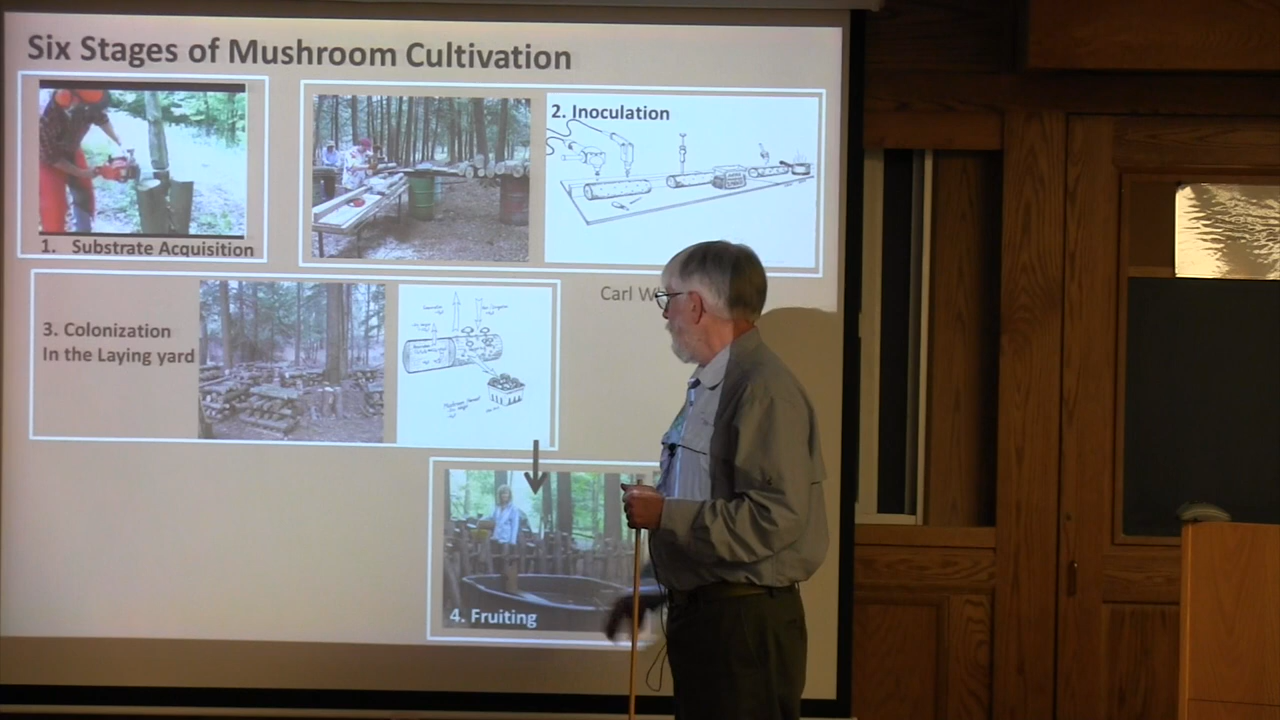 Six Stages of Mushroom Cultivation
2. Inoculation
1. Substrate Acquisition
Carl
3. Colonization
In the Laying yard
4. Fruiting